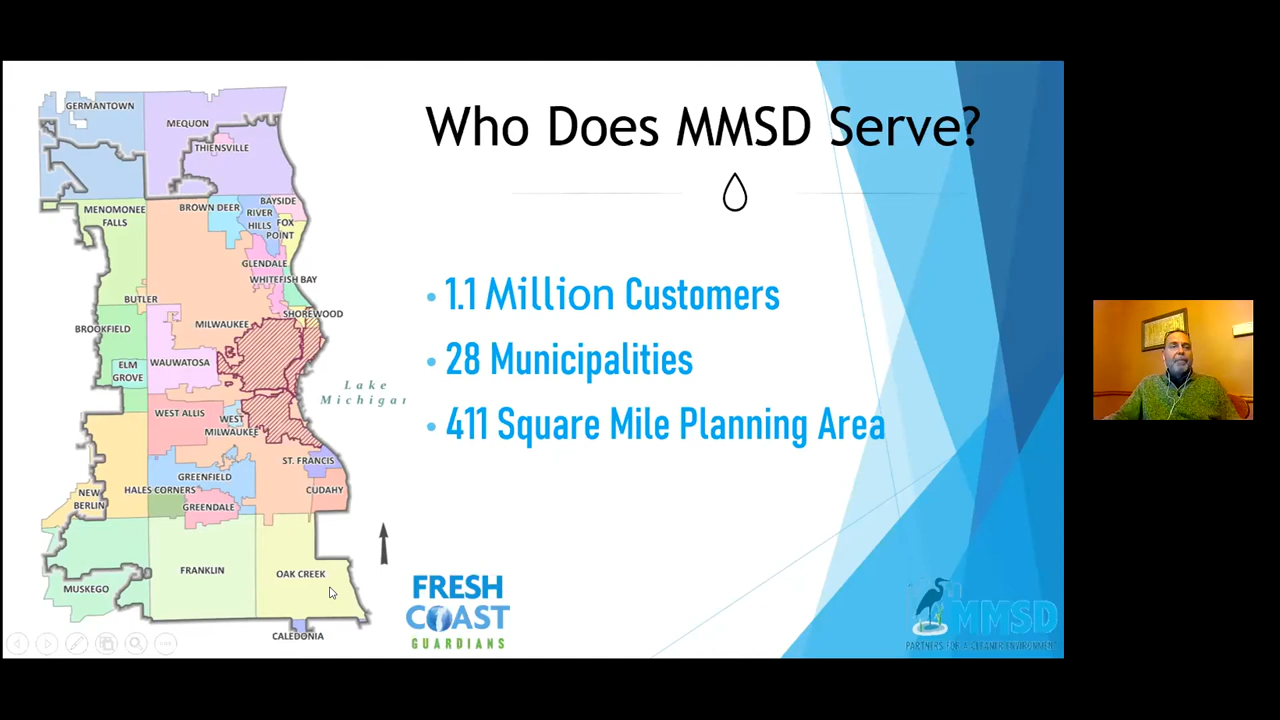 Who Does MMSD Serve?
• 1.1 Million Customers
• 28 Municipalities
• 411 Square Mile Planning Area
GERMANTOWN
MEQUON
THIENSVILLE
MENOMONEE
FALLS
BROWN DEER
BAYSIDE
RIVER
HILLS
FOX
POINT
GLENDALE
WHITEFISH BAY
BUTLER
SHOREWOOD
MILWAUKEE
BROOKFIELD
ELM
GROVE
WAUWATOSA
Lake
Michigan
WEST ALLIS
WEST
MILWAUKEE
ST. FRANCIS
GREENFIELD
HALES CORNERS
CUDAHY
NEW
BERLIN
GREENDALE
FRANKLIN
OAK CREEK
MUSKEGO
CALEDONIA
FRESH
COAST
GUARDIANS
MMSD
PARTNERS FOR A CLEANER ENVIRONMENT